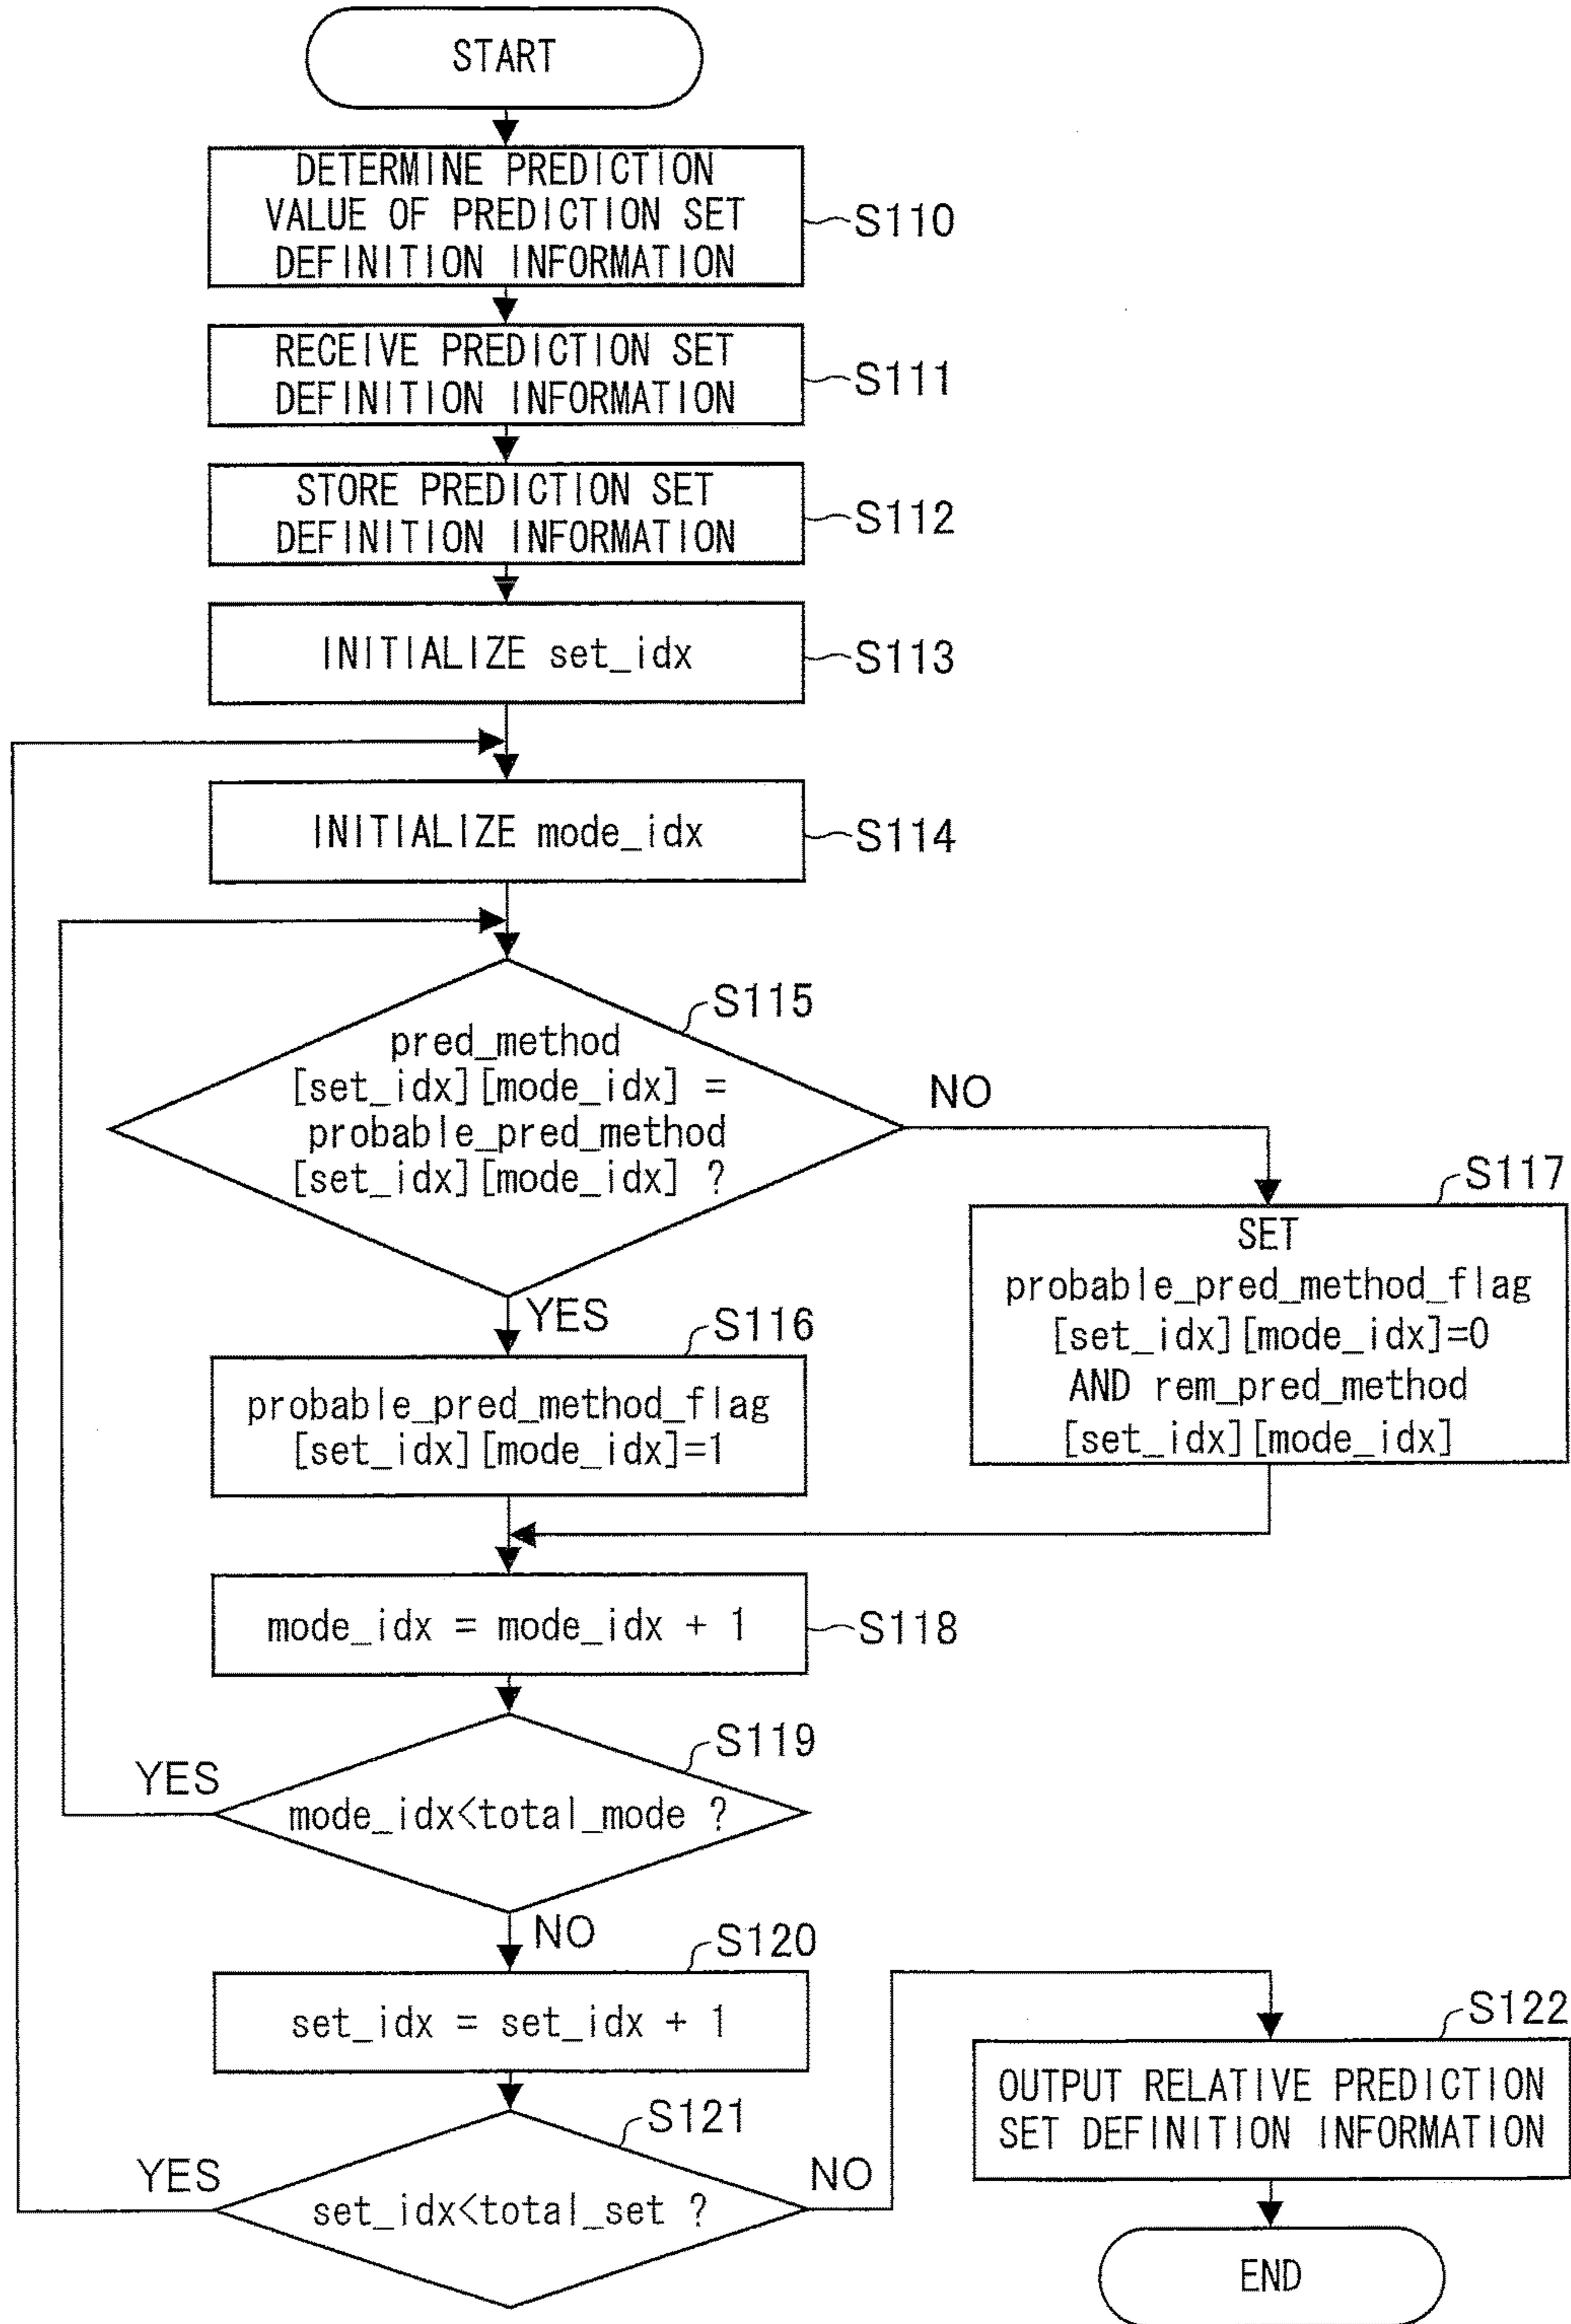 START
DETERMINE PREDICTION
VALUE OF PREDICTION SET
DEFINITION INFORMATION
S110
RECEIVE PREDICTION SET
DEFINITION INFORMATION
S111
STORE PREDICTION SET
DEFINITION INFORMATION
S112
INITIALIZE set_idx
S113
INITIALIZE mode_idx
S114
S115
pred_method
[set_idx][mode_idx] =
probable_pred_method
[set_idx][mode_idx] ?
NO
YES
S116
probable_pred_method_flag
[set_idx][mode_idx]=1
S117
SET
probable_pred_method_flag
[set_idx][mode_idx]=0
AND rem_pred_method
[set_idx][mode_idx]
mode_idx = mode_idx + 1
S118
S119
YES
mode_idx<total_mode ?
NO
S120
set_idx = set_idx + 1
S121
YES
set_idx<total_set ?
NO
S122
OUTPUT RELATIVE PREDICTION
SET DEFINITION INFORMATION
END